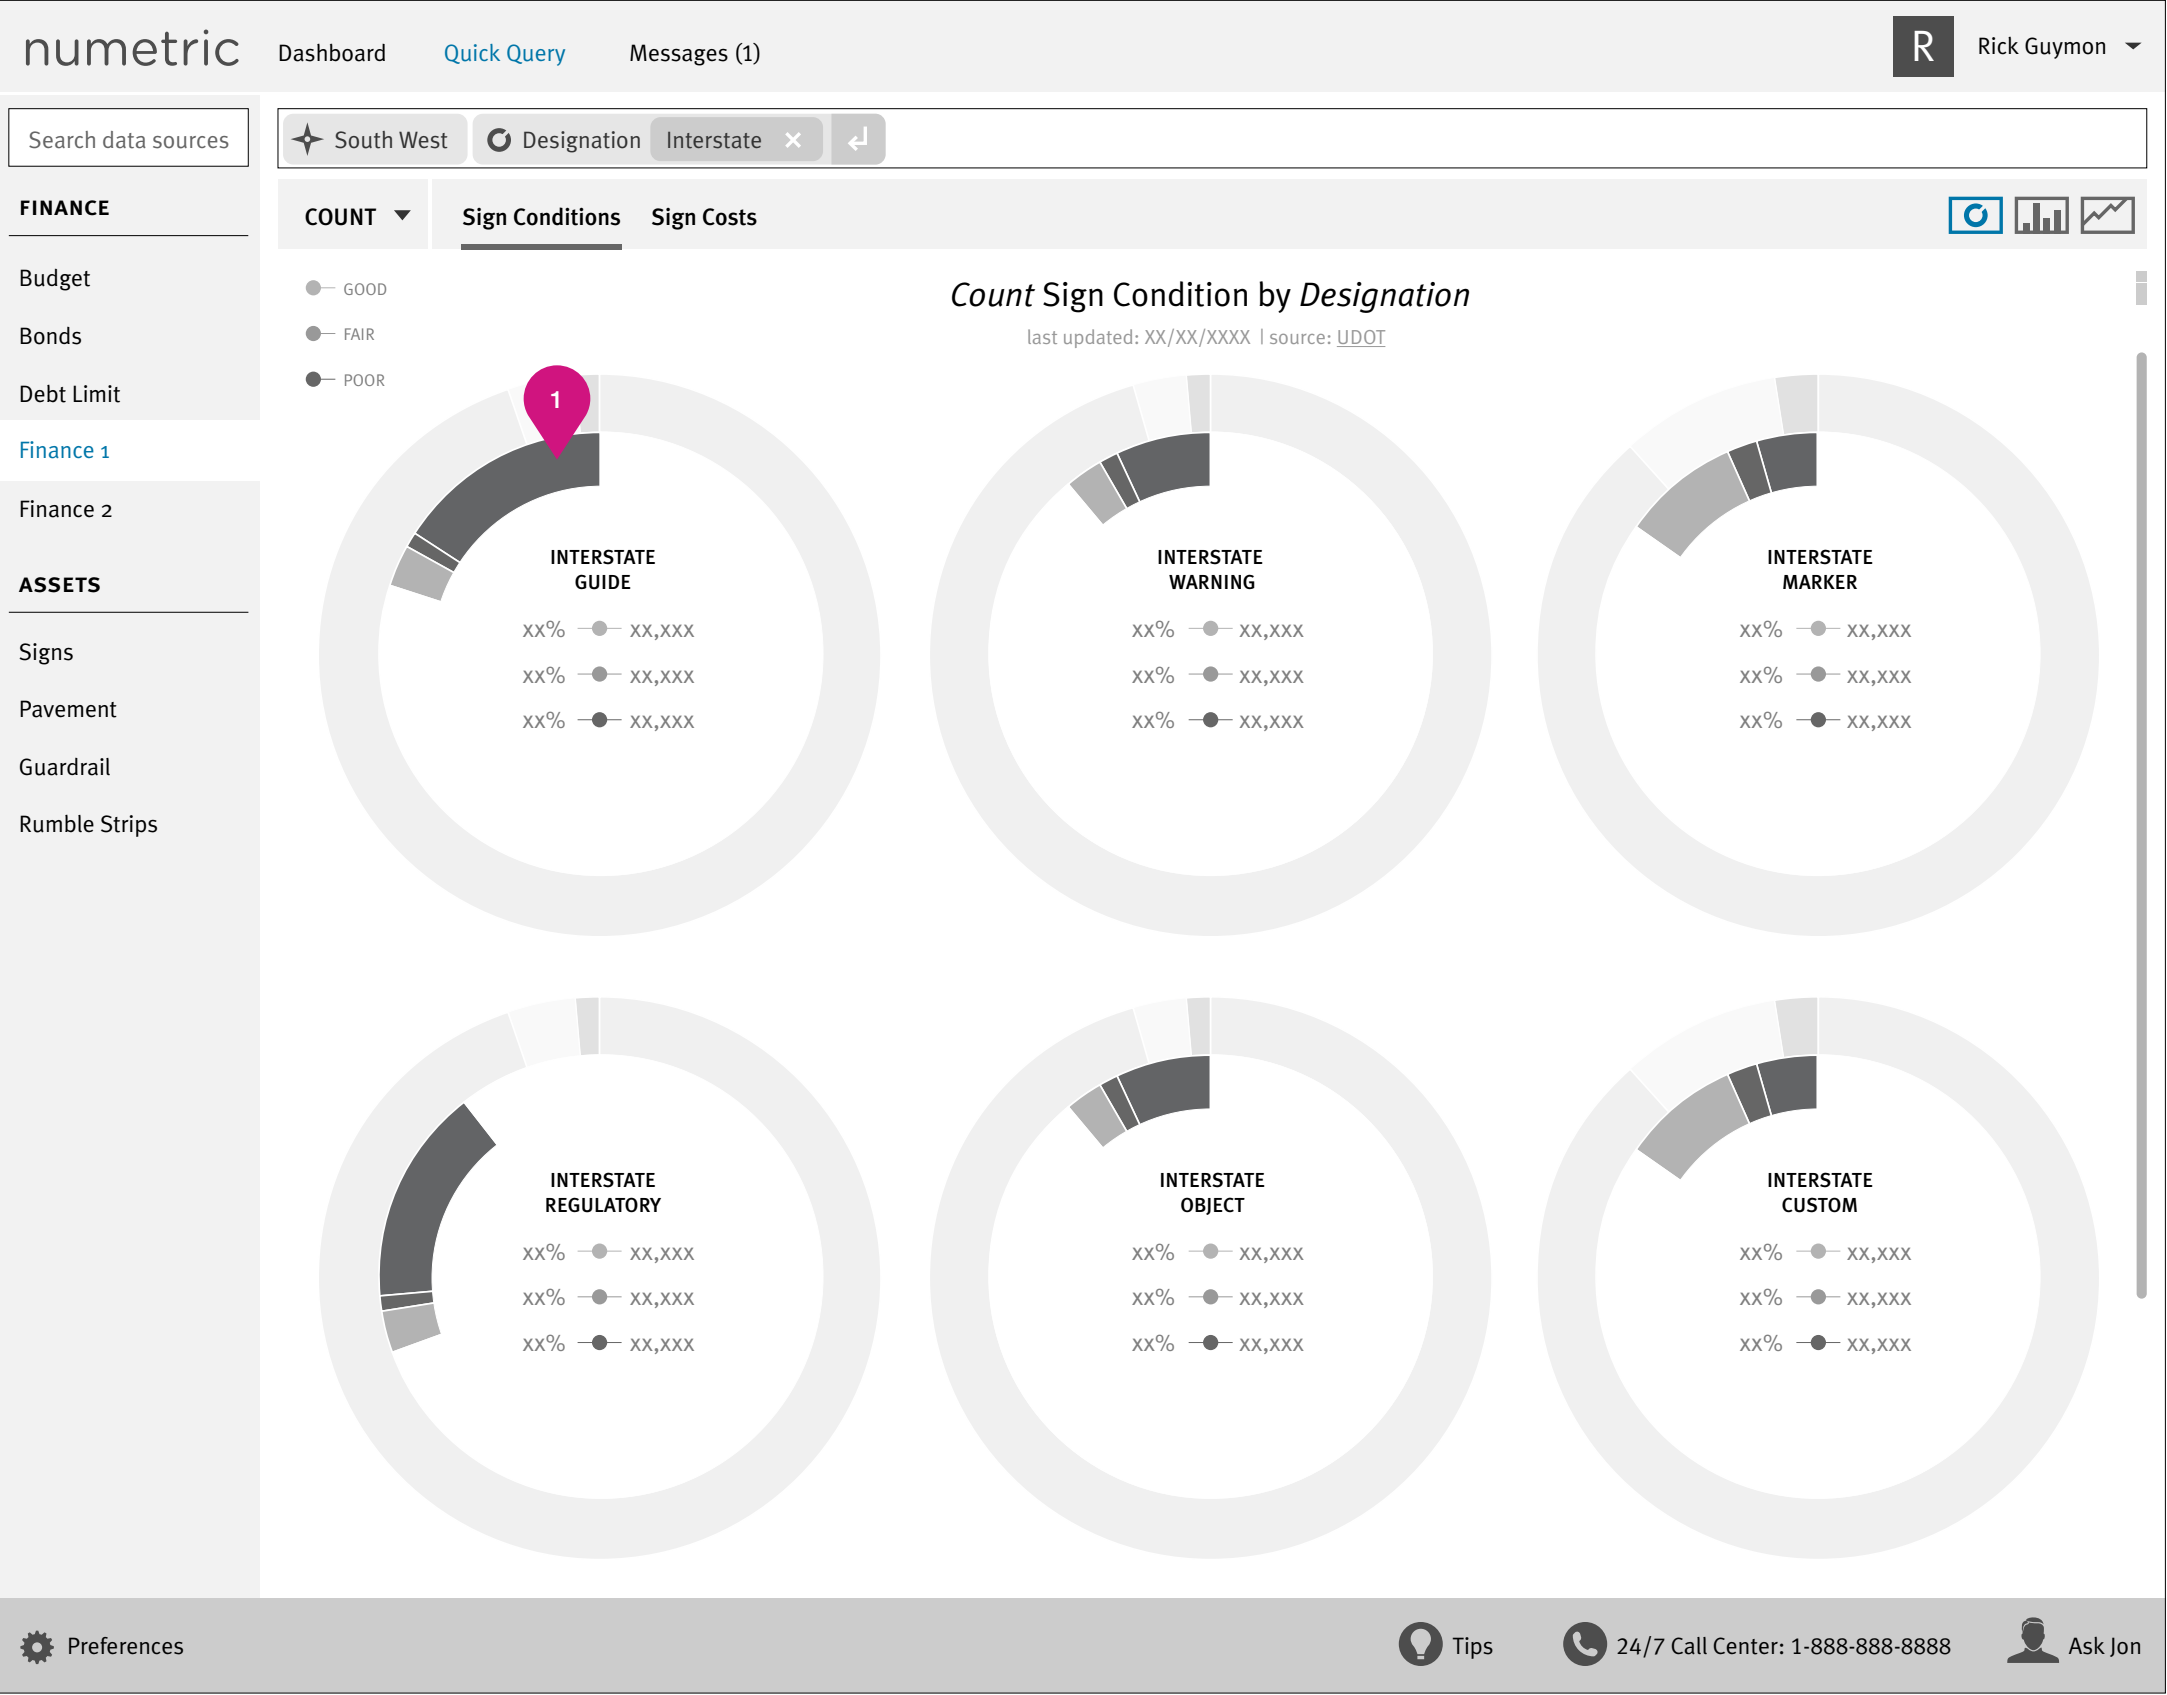 numetric
Dashboard
Quick Query
Messages (1)
R
Rick Guymon
Search data sources
South West
Designation
Interstate
FINANCE
Budget
Bonds
Debt Limit
Finance 1
Finance 2
ASSETS
Signs
Pavement
Guardrail
Rumble Strips
COUNT
Sign Conditions
Sign Costs
GOOD
FAIR
POOR
Count Sign Condition by Designation
last updated: XX/XX/XXXX | source: UDOT
1
INTERSTATE
GUIDE
xx% xx,xxx
xx% xx,xxx
xx% xx,xxx
INTERSTATE
WARNING
xx% xx,xxx
xx% xx,xxx
xx% xx,xxx
INTERSTATE
MARKER
xx% xx,xxx
xx% xx,xxx
xx% xx,xxx
INTERSTATE
REGULATORY
xx% xx,xxx
xx% xx,xxx
xx% xx,xxx
INTERSTATE
OBJECT
xx% xx,xxx
xx% xx,xxx
xx% xx,xxx
INTERSTATE
CUSTOM
xx% xx,xxx
xx% xx,xxx
xx% xx,xxx
Preferences
Tips
24/7 Call Center: 1-888-888-8888
Ask Jon